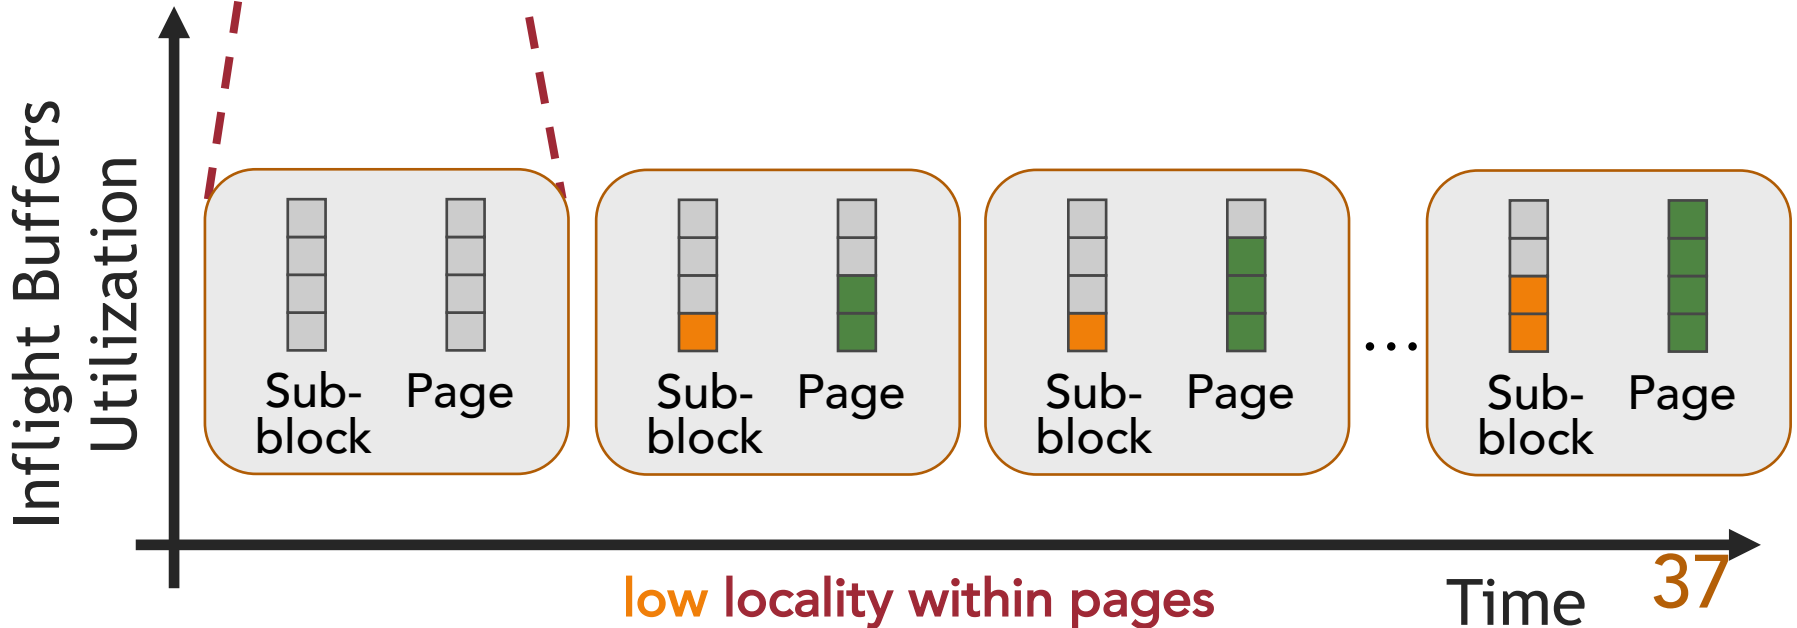 Inflight Buffers
Utilization
Sub-
block
Page
Sub-
block
Page
Sub-
block
Page
...
Sub-
block
Page
low locality within pages
Time
37